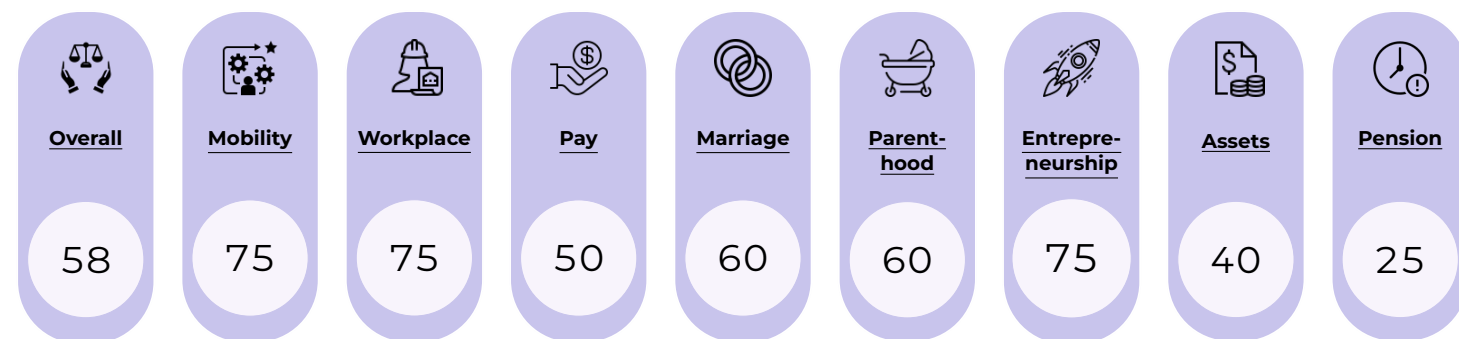 Overall
58
Mobility
75
Workplace
75
$
Pay
50
Marriage
60
Parent-
hood
60
Entrepre-
neurship
75
$
Assets
40
!
Pension
25